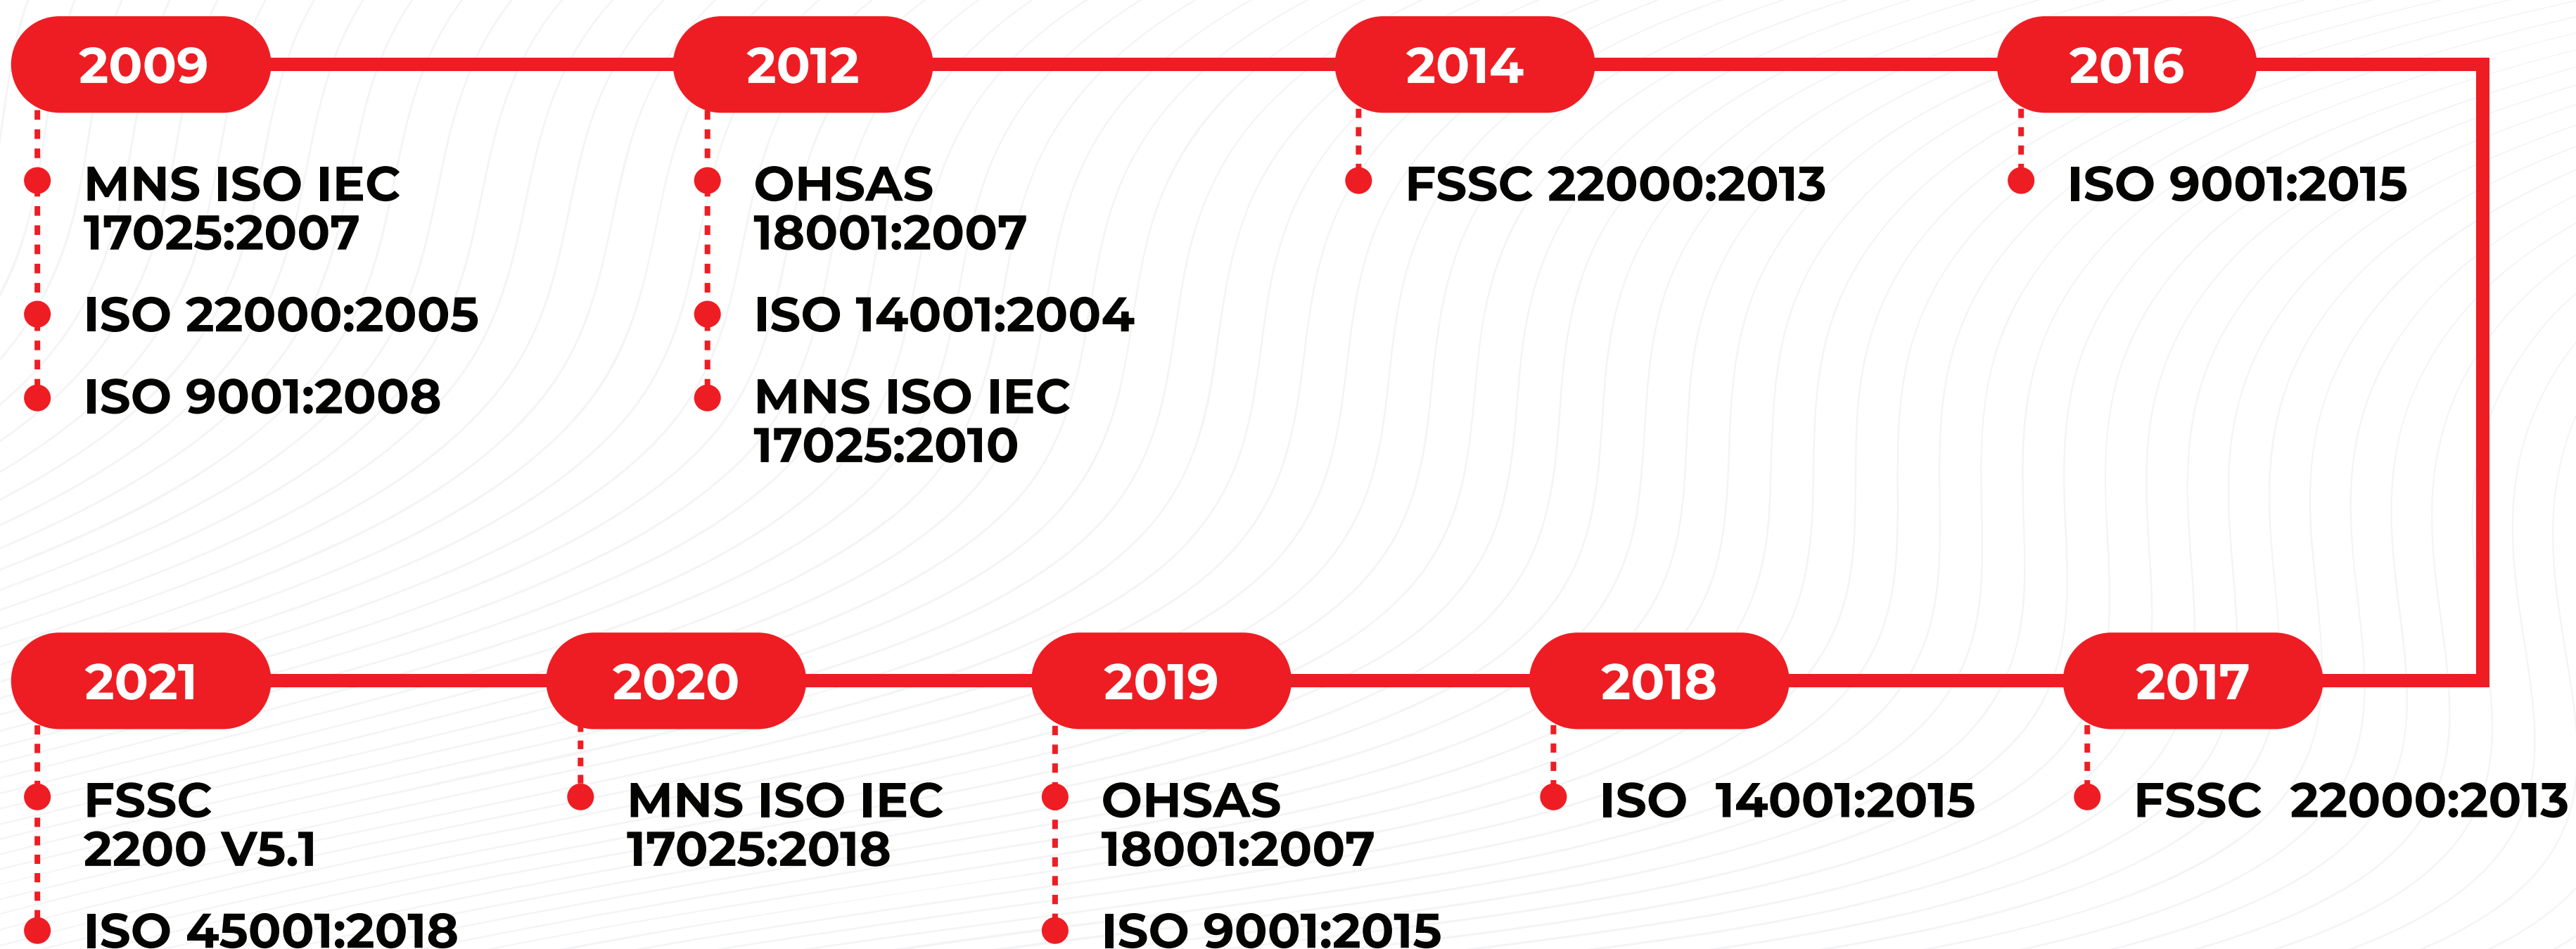 2009
MNS ISO IEC
17025:2007
ISO 22000:2005
ISO 9001:2008
2012
OHSAS
18001:2007
ISO 14001:2004
MNS ISO IEC
17025:2010
2014
FSSC 22000:2013
2016
ISO 9001:2015
2017
FSSC 22000:2013
2018
ISO 14001:2015
2019
OHSAS
18001:2007
ISO 9001:2015
2020
MNS ISO IEC
17025:2018
2021
FSSC
2200 V5.1
ISO 45001:2018